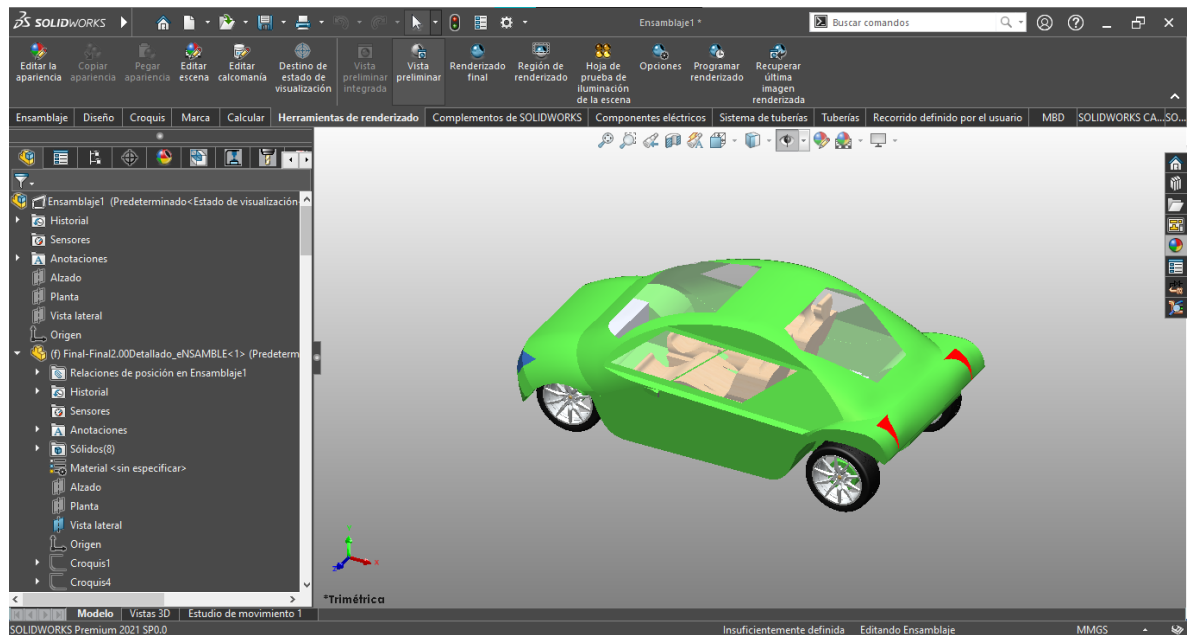 SOLIDWORKS
Ensamblaje1 *
Buscar comandos
Editar la apariencia
Copiar apariencia
Pegar apariencia
Editar escena
Editar calcomanía
Destino de estado de visualización
Vista preliminar integrada
Vista preliminar
Renderizado final
Región de renderizado
Hoja de prueba de iluminación de la escena
Opciones
Programar renderizado
Recuperar última imagen renderizada
Ensamblaje Diseño Croquis Marca Calcular Herramientas de renderizado Complementos de SOLIDWORKS Componentes eléctricos Sistema de tuberías Tuberías Recorrido definido por el usuario MBD SOLIDWORKS CA... SO...
Ensamblaje1 (Predeterminado<Estado de visualización-
Historial
Sensores
Anotaciones
Alzado
Planta
Vista lateral
Origen
(f) Final-Final2.00Detallado_eNSAMBLE<1> (Predeterm
Relaciones de posición en Ensamblaje1
Historial
Sensores
Anotaciones
Sólidos(8)
Material <sin especificar>
Alzado
Planta
Vista lateral
Origen
Croquis1
Croquis4
*Trimétrica
Modelo Vistas 3D Estudio de movimiento 1
SOLIDWORKS Premium 2021 SP0.0 Insuficientemente definida Editando Ensamblaje MMGS